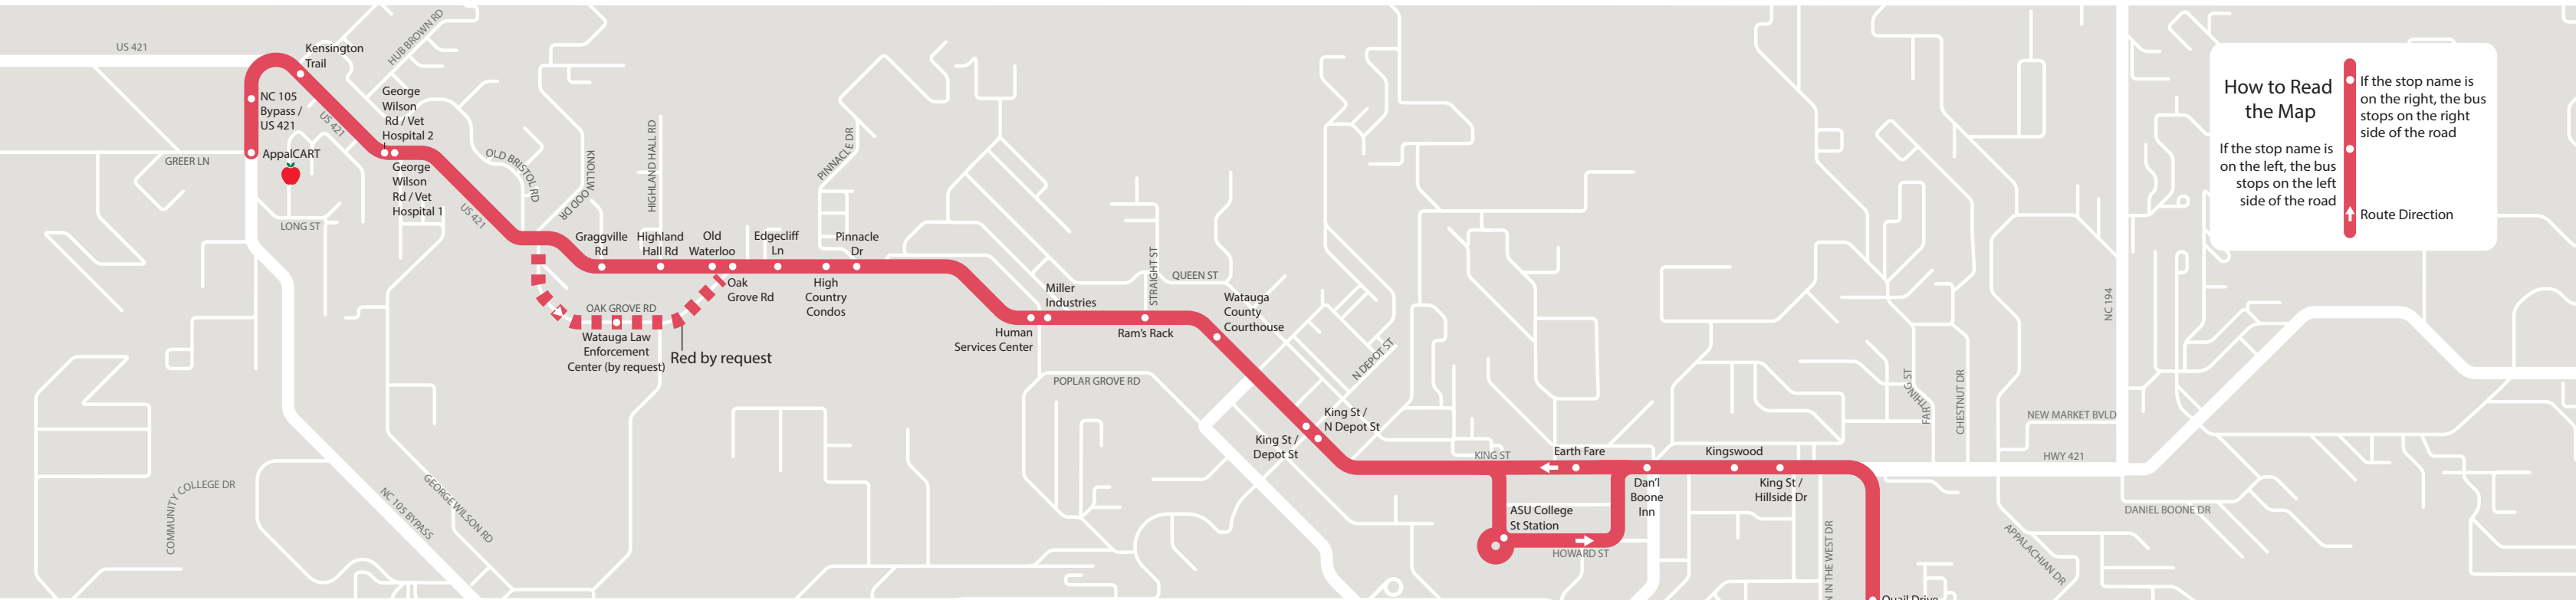 US 421
Kensington
Trail
HUB BROWN RD
NC 105
Bypass /
US 421
US 421
George
Wilson
Rd / Vet
Hospital 2
AppalCART
GREER LN
George
Wilson
Rd / Vet
Hospital 1
LONG ST
US 421
OLD BRISTOL RD
KNOLLWOOD DR
HIGHLAND HALL RD
PINNACLE DR
Graggville
Rd
Highland
Hall Rd
Old
Waterloo
Edgecliff
Ln
Pinnacle
Dr
Oak
Grove Rd
High
Country
Condos
OAK GROVE RD
Watauga Law
Enforcement
Center (by request)
Red by request
Miller
Industries
Human
Services Center
STRAIGHT ST
QUEEN ST
Ram's Rack
Watauga
County
Courthouse
POPLAR GROVE RD
N DEPOT ST
King St /
N Depot St
King St /
Depot St
KING ST
Earth Fare
Kingswood
Dan'l
Boone
Inn
King St /
Hillside Dr
ASU College
St Station
HOWARD ST
COMMUNITY COLLEGE DR
NC 105 BYPASS
GEORGE WILSON RD
FARTHING ST
CHESTNUT DR
NEW MARKET BVLD
NC 194
HWY 421
DANIEL BOONE DR
APPALACHIAN DR
N IN THE WEST DR
Quail Drive
How to Read
the Map
If the stop name is
on the right, the bus
stops on the right
side of the road
If the stop name is
on the left, the bus
stops on the left
side of the road
Route Direction